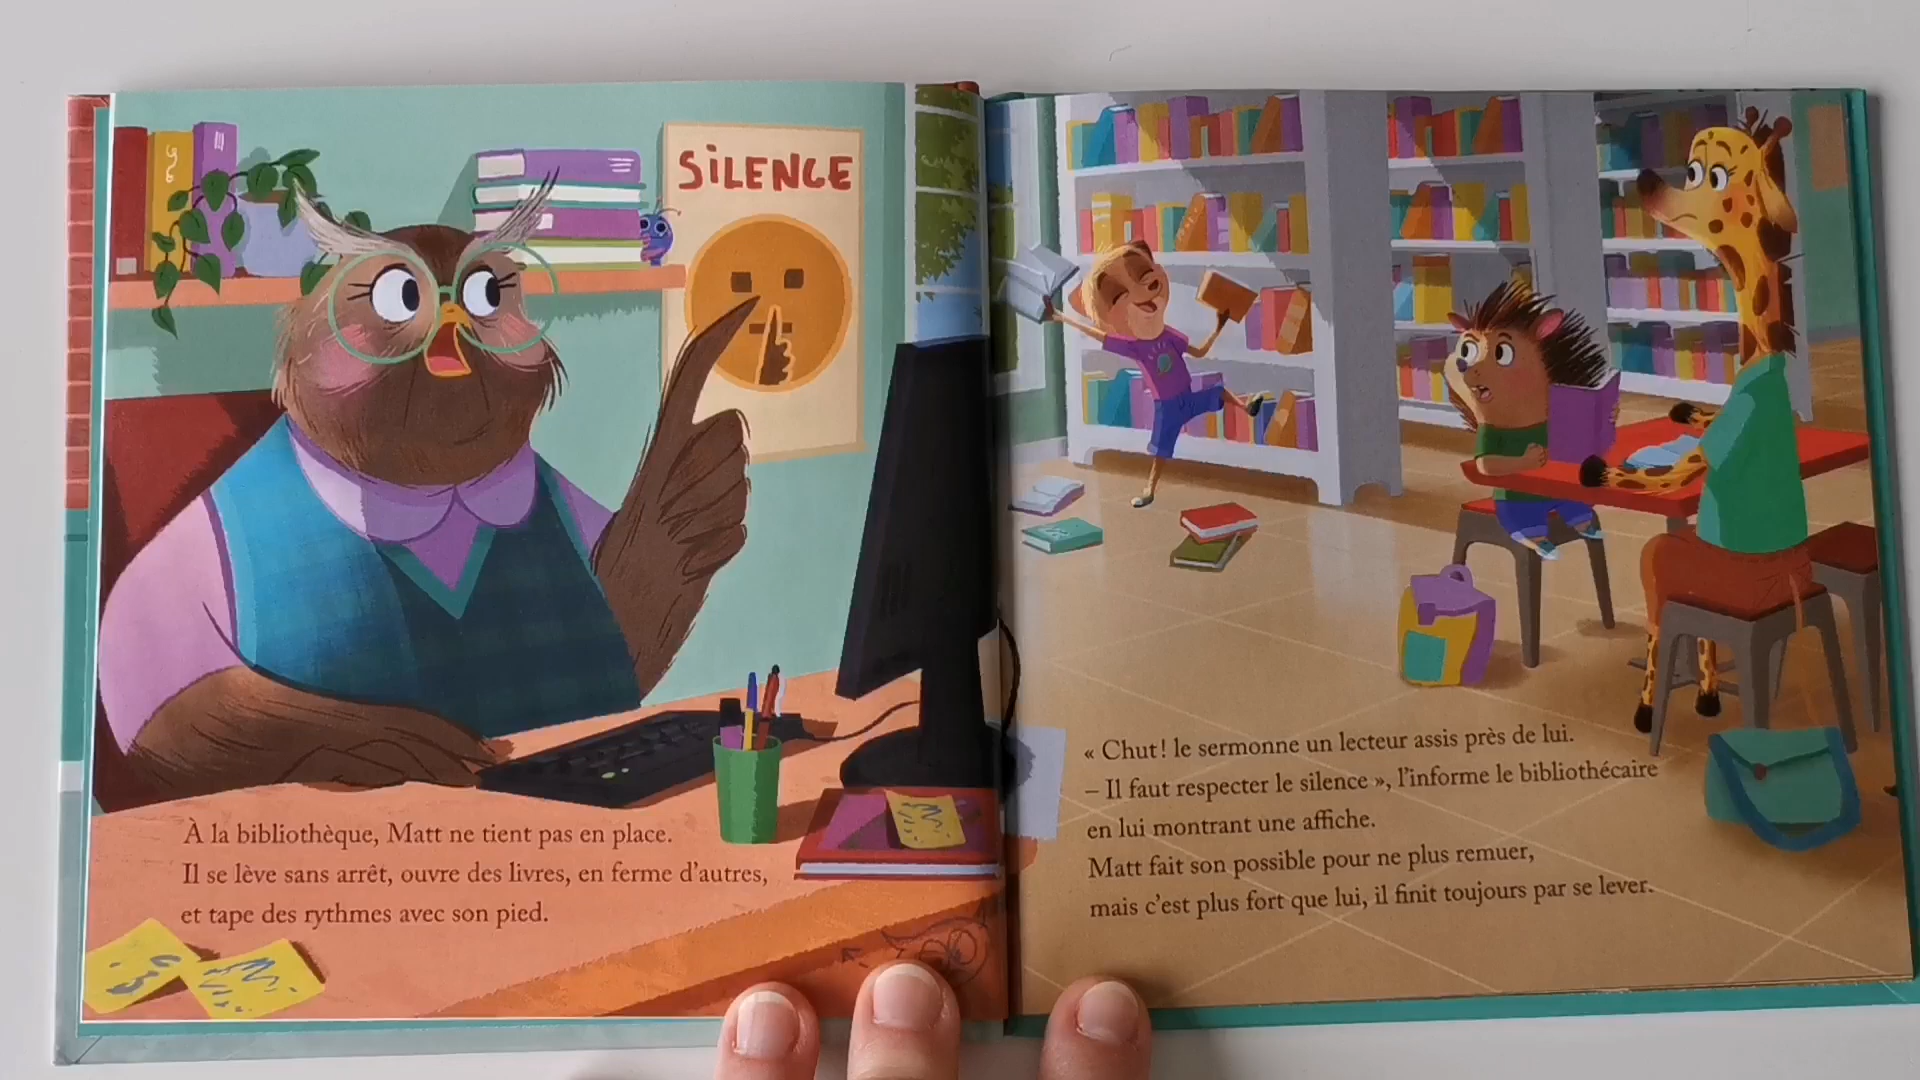 SiLENCE
À la bibliothèque, Matt ne tient pas en place.
Il se lève sans arrêt, ouvre des livres, en ferme d'autres,
et tape des rythmes avec son pied.
« Chut! le sermonne un lecteur assis près de lui.
– Il faut respecter le silence », l'informe le bibliothécaire
en lui montrant une affiche.
Matt fait son possible pour ne plus remuer,
mais c'est plus fort que lui, il finit toujours par se lever.